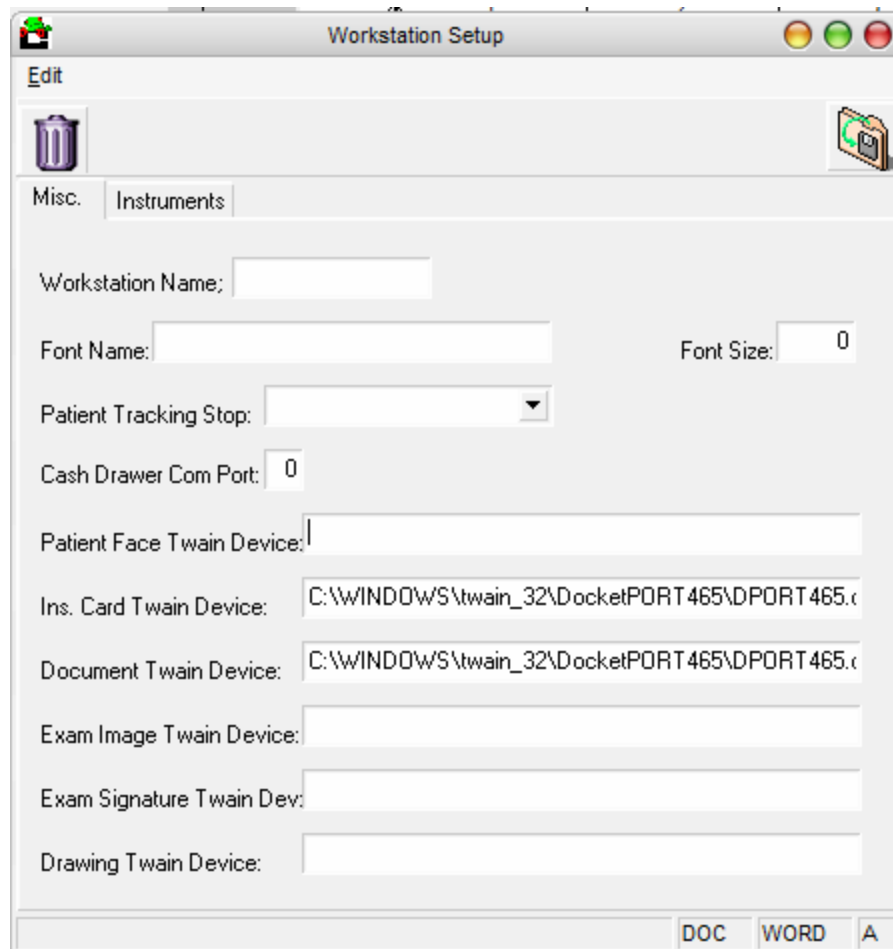 Workstation Setup
Edit
Misc. Instruments
Workstation Name;
Font Name: Font Size: 0
Patient Tracking Stop:
Cash Drawer Com Port: 0
Patient Face Twain Device:
Ins. Card Twain Device: C:\WINDOWS\twain_32\DocketPORT465\DPORT465.
Document Twain Device: C:\WINDOWS\twain_32\DocketPORT465\DPORT465.
Exam Image Twain Device:
Exam Signature Twain Dev:
Drawing Twain Device:
DOC WORD A